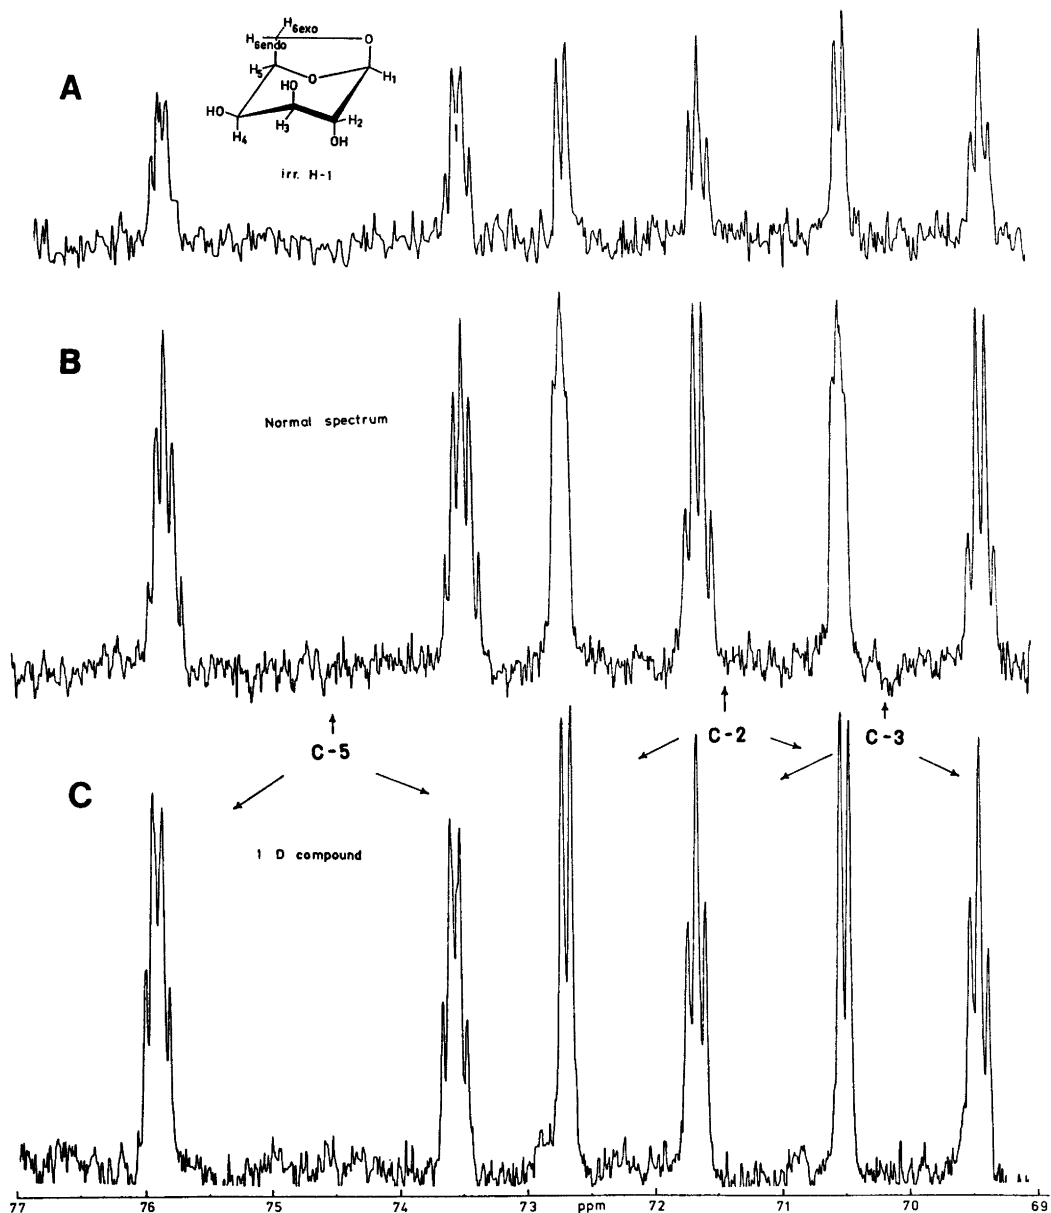 A
H6exo
H6endo
O
H5
O
H1
HO
HO
H2
H3
H4
OH
irr. H-1
B
Normal spectrum
C-5
C-2
C-3
C
1 D compound
77 76 75 74 73 ppm 72 71 70 69